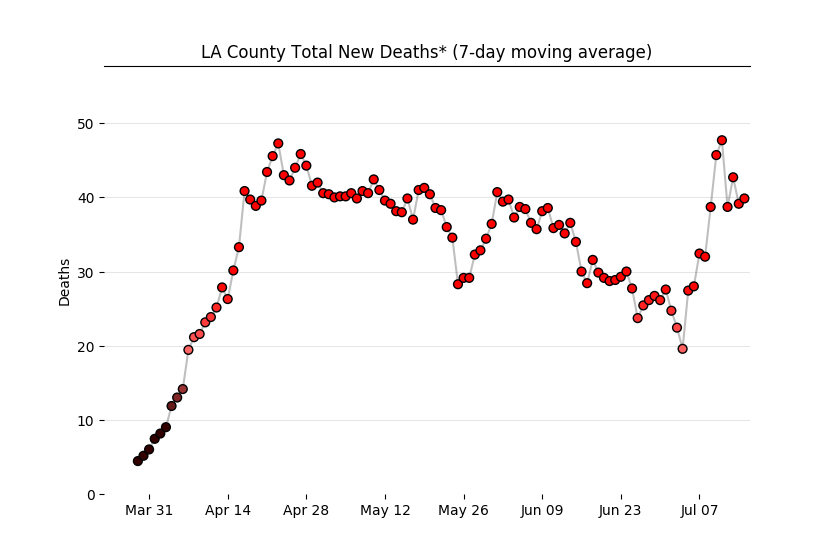 LA County Total New Deaths* (7-day moving average)
50
40
30
20
10
0
Deaths
Mar 31 Apr 14 Apr 28 May 12 May 26 Jun 09 Jun 23 Jul 07